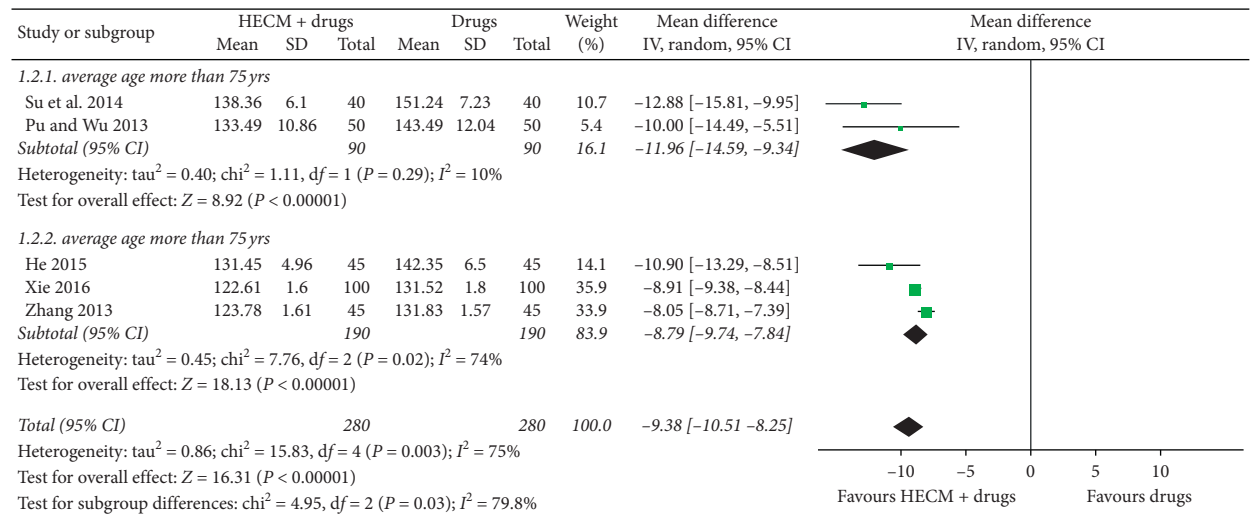 Study or subgroup HECM + drugs Drugs Weight Mean difference Mean difference
Mean SD Total Mean SD Total (%) IV, random, 95% CI IV, random, 95% CI
1.2.1. average age more than 75 yrs
Su et al. 2014 138.36 6.1 40 151.24 7.23 40 10.7 –12.88 [–15.81, –9.95]
Pu and Wu 2013 133.49 10.86 50 143.49 12.04 50 5.4 –10.00 [–14.49, –5.51]
Subtotal (95% CI) 90 90 16.1 –11.96 [–14.59, –9.34]
Heterogeneity: tau² = 0.40; chi² = 1.11, df = 1 (P = 0.29); I² = 10%
Test for overall effect: Z = 8.92 (P < 0.00001)
1.2.2. average age more than 75 yrs
He 2015 131.45 4.96 45 142.35 6.5 45 14.1 –10.90 [–13.29, –8.51]
Xie 2016 122.61 1.6 100 131.52 1.8 100 35.9 –8.91 [–9.38, –8.44]
Zhang 2013 123.78 1.61 45 131.83 1.57 45 33.9 –8.05 [–8.71, –7.39]
Subtotal (95% CI) 190 190 83.9 –8.79 [–9.74, –7.84]
Heterogeneity: tau² = 0.45; chi² = 7.76, df = 2 (P = 0.02); I² = 74%
Test for overall effect: Z = 18.13 (P < 0.00001)
Total (95% CI) 280 280 100.0 –9.38 [–10.51 –8.25]
Heterogeneity: tau² = 0.86; chi² = 15.83, df = 4 (P = 0.003); I² = 75%
Test for overall effect: Z = 16.31 (P < 0.00001)
Test for subgroup differences: chi² = 4.95, df = 2 (P = 0.03); I² = 79.8%
–10 –5 0 5 10
Favours HECM + drugs Favours drugs